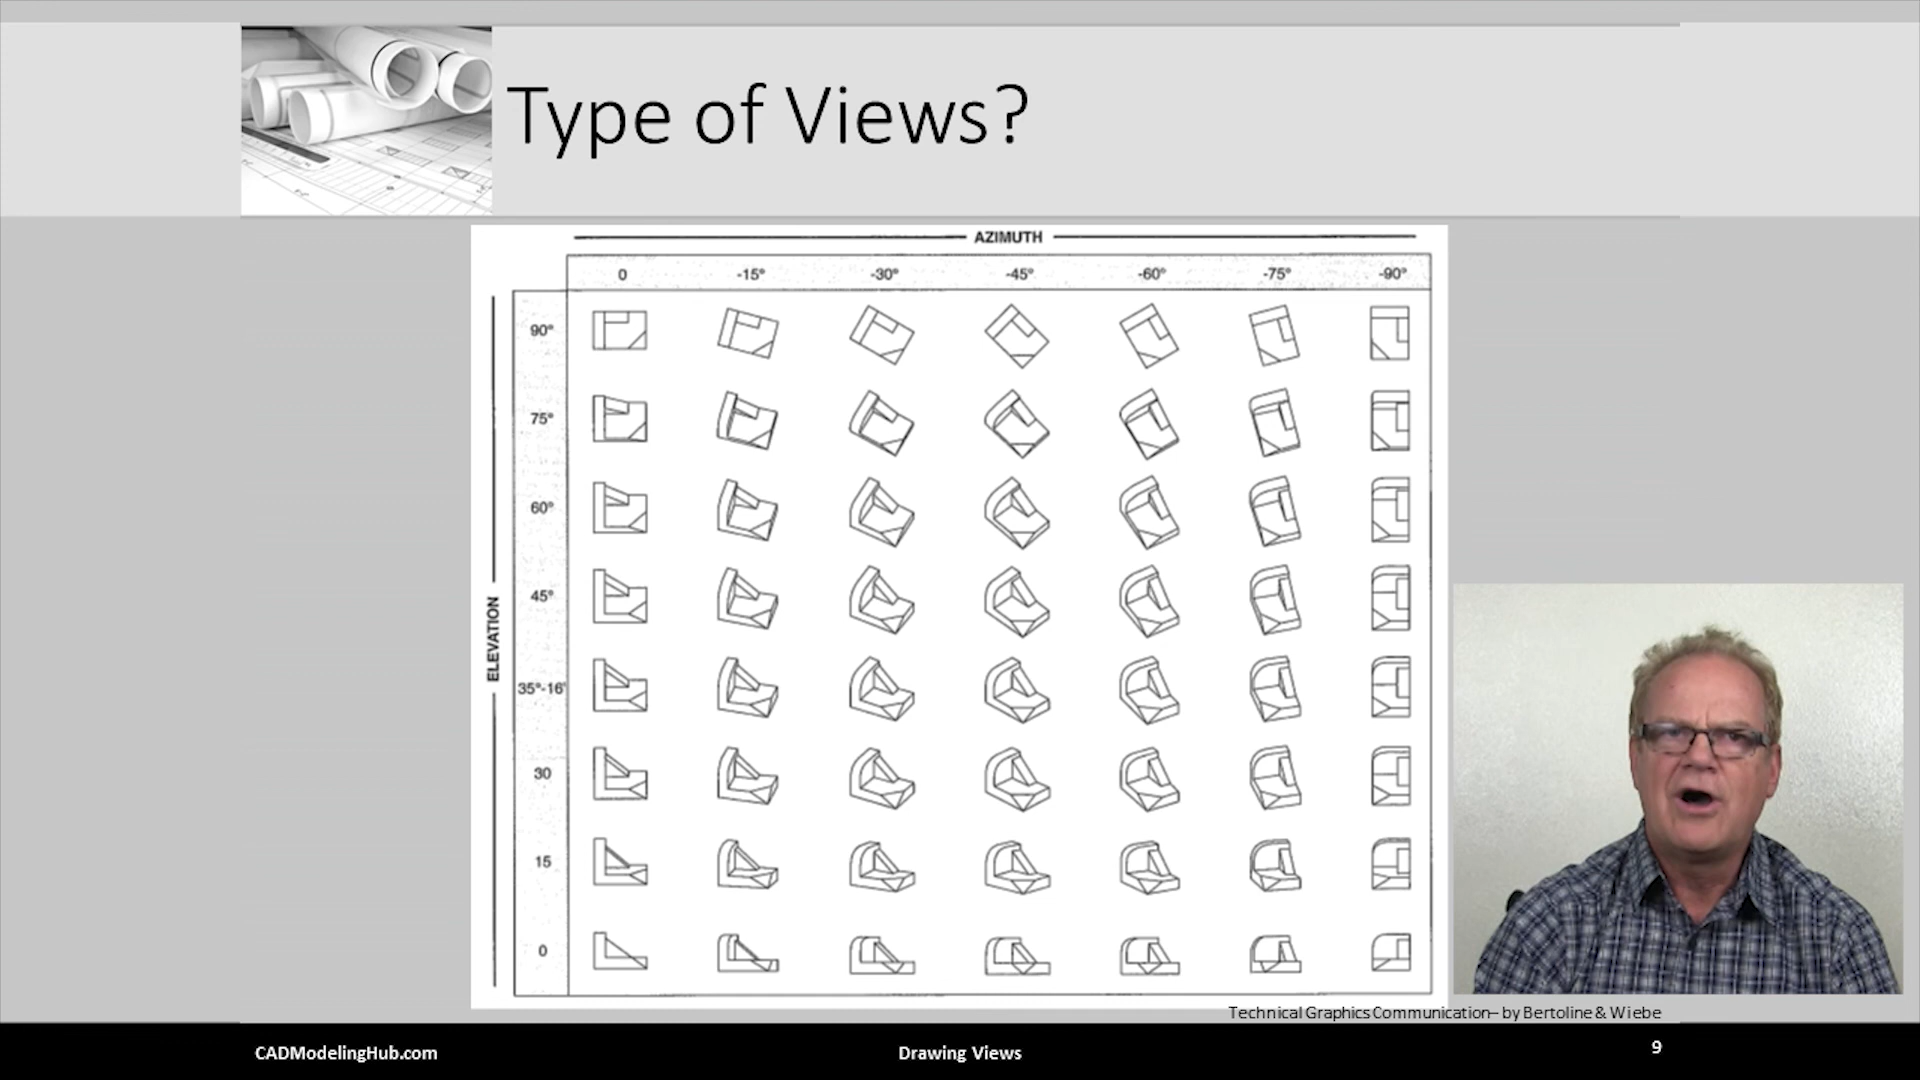 Type of Views?
AZIMUTH
0 -15° -30° -45° -60° -75° -90°
ELEVATION
90°
75°
60°
45°
35°-16'
30
15
0
Technical Graphics Communication– by Bertoline & Wiebe
CADModelingHub.com Drawing Views 9